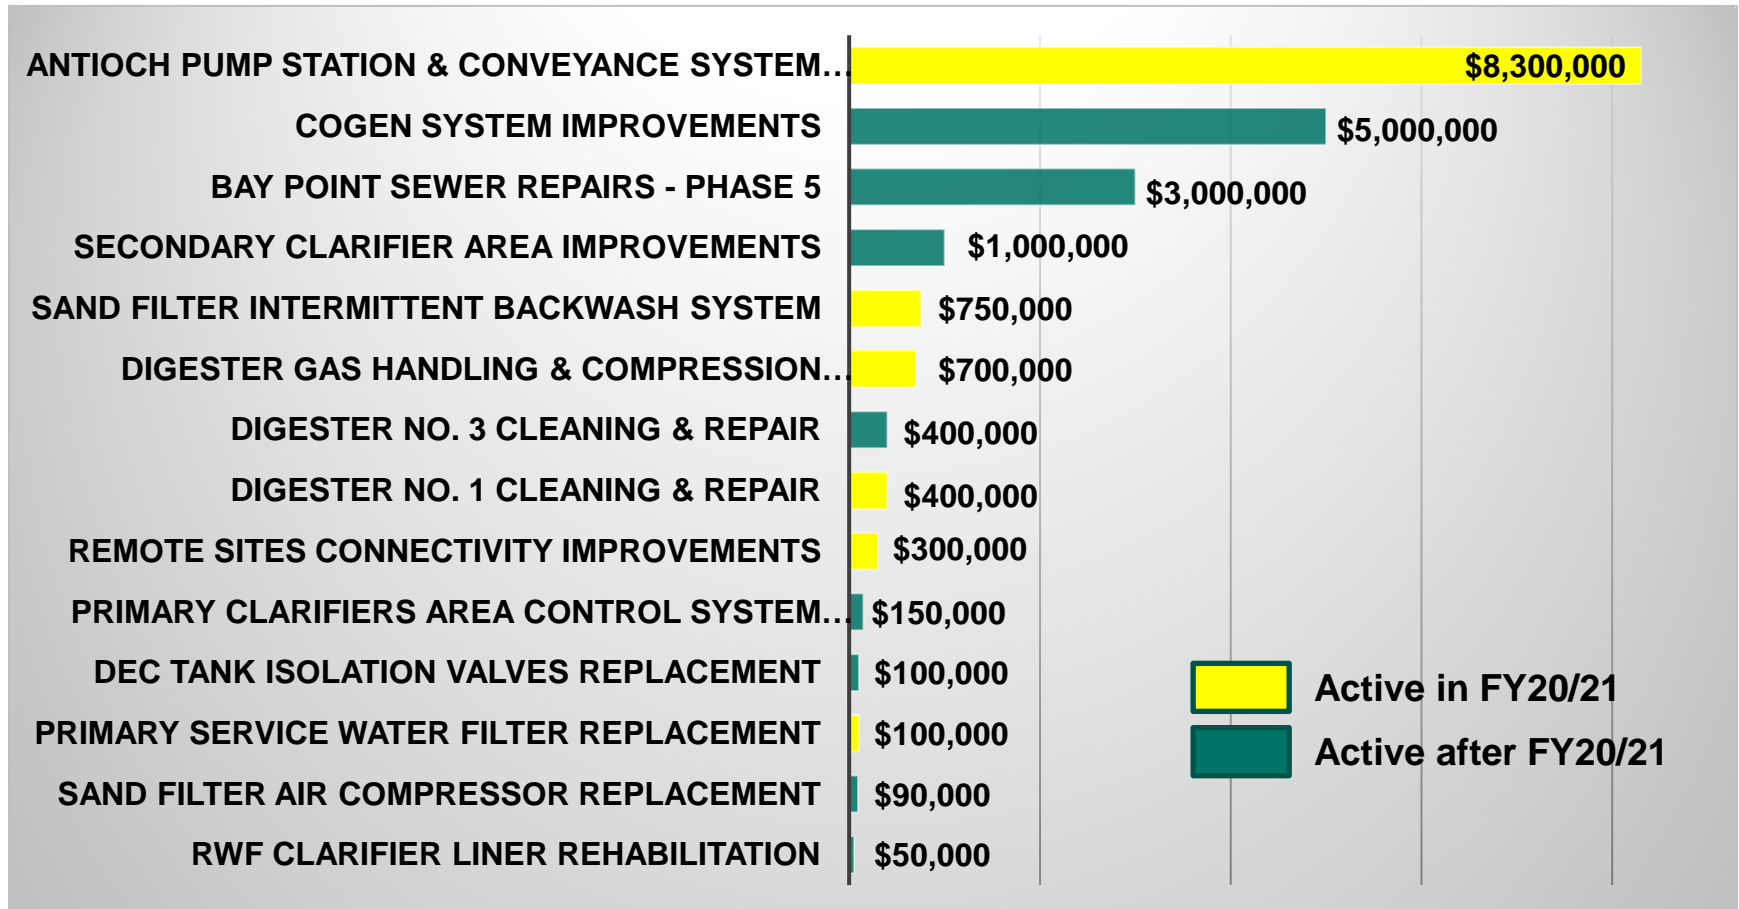 ANTIOCH PUMP STATION & CONVEYANCE SYSTEM… $8,300,000
COGEN SYSTEM IMPROVEMENTS $5,000,000
BAY POINT SEWER REPAIRS - PHASE 5 $3,000,000
SECONDARY CLARIFIER AREA IMPROVEMENTS $1,000,000
SAND FILTER INTERMITTENT BACKWASH SYSTEM $750,000
DIGESTER GAS HANDLING & COMPRESSION… $700,000
DIGESTER NO. 3 CLEANING & REPAIR $400,000
DIGESTER NO. 1 CLEANING & REPAIR $400,000
REMOTE SITES CONNECTIVITY IMPROVEMENTS $300,000
PRIMARY CLARIFIERS AREA CONTROL SYSTEM… $150,000
DEC TANK ISOLATION VALVES REPLACEMENT $100,000
PRIMARY SERVICE WATER FILTER REPLACEMENT $100,000
SAND FILTER AIR COMPRESSOR REPLACEMENT $90,000
RWF CLARIFIER LINER REHABILITATION $50,000
Active in FY20/21
Active after FY20/21